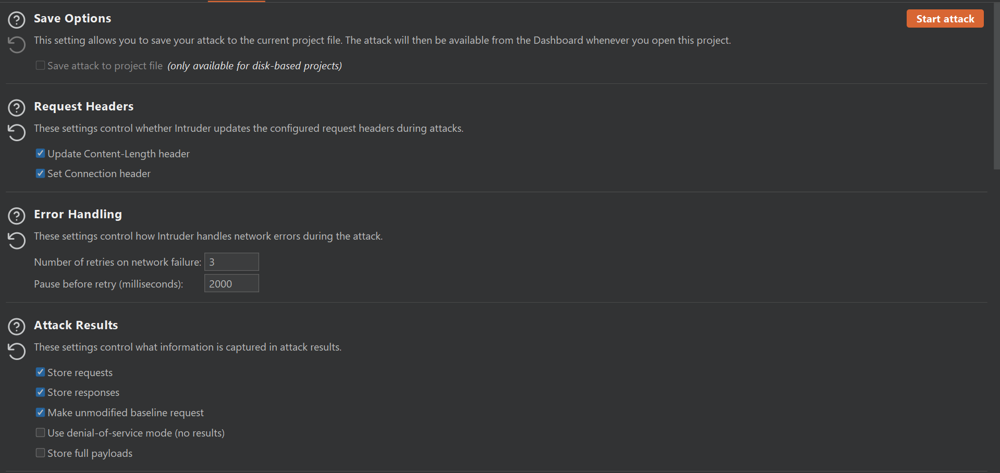 Save Options
Start attack
This setting allows you to save your attack to the current project file. The attack will then be available from the Dashboard whenever you open this project.
Save attack to project file (only available for disk-based projects)
Request Headers
These settings control whether Intruder updates the configured request headers during attacks.
Update Content-Length header
Set Connection header
Error Handling
These settings control how Intruder handles network errors during the attack.
Number of retries on network failure: 3
Pause before retry (milliseconds): 2000
Attack Results
These settings control what information is captured in attack results.
Store requests
Store responses
Make unmodified baseline request
Use denial-of-service mode (no results)
Store full payloads